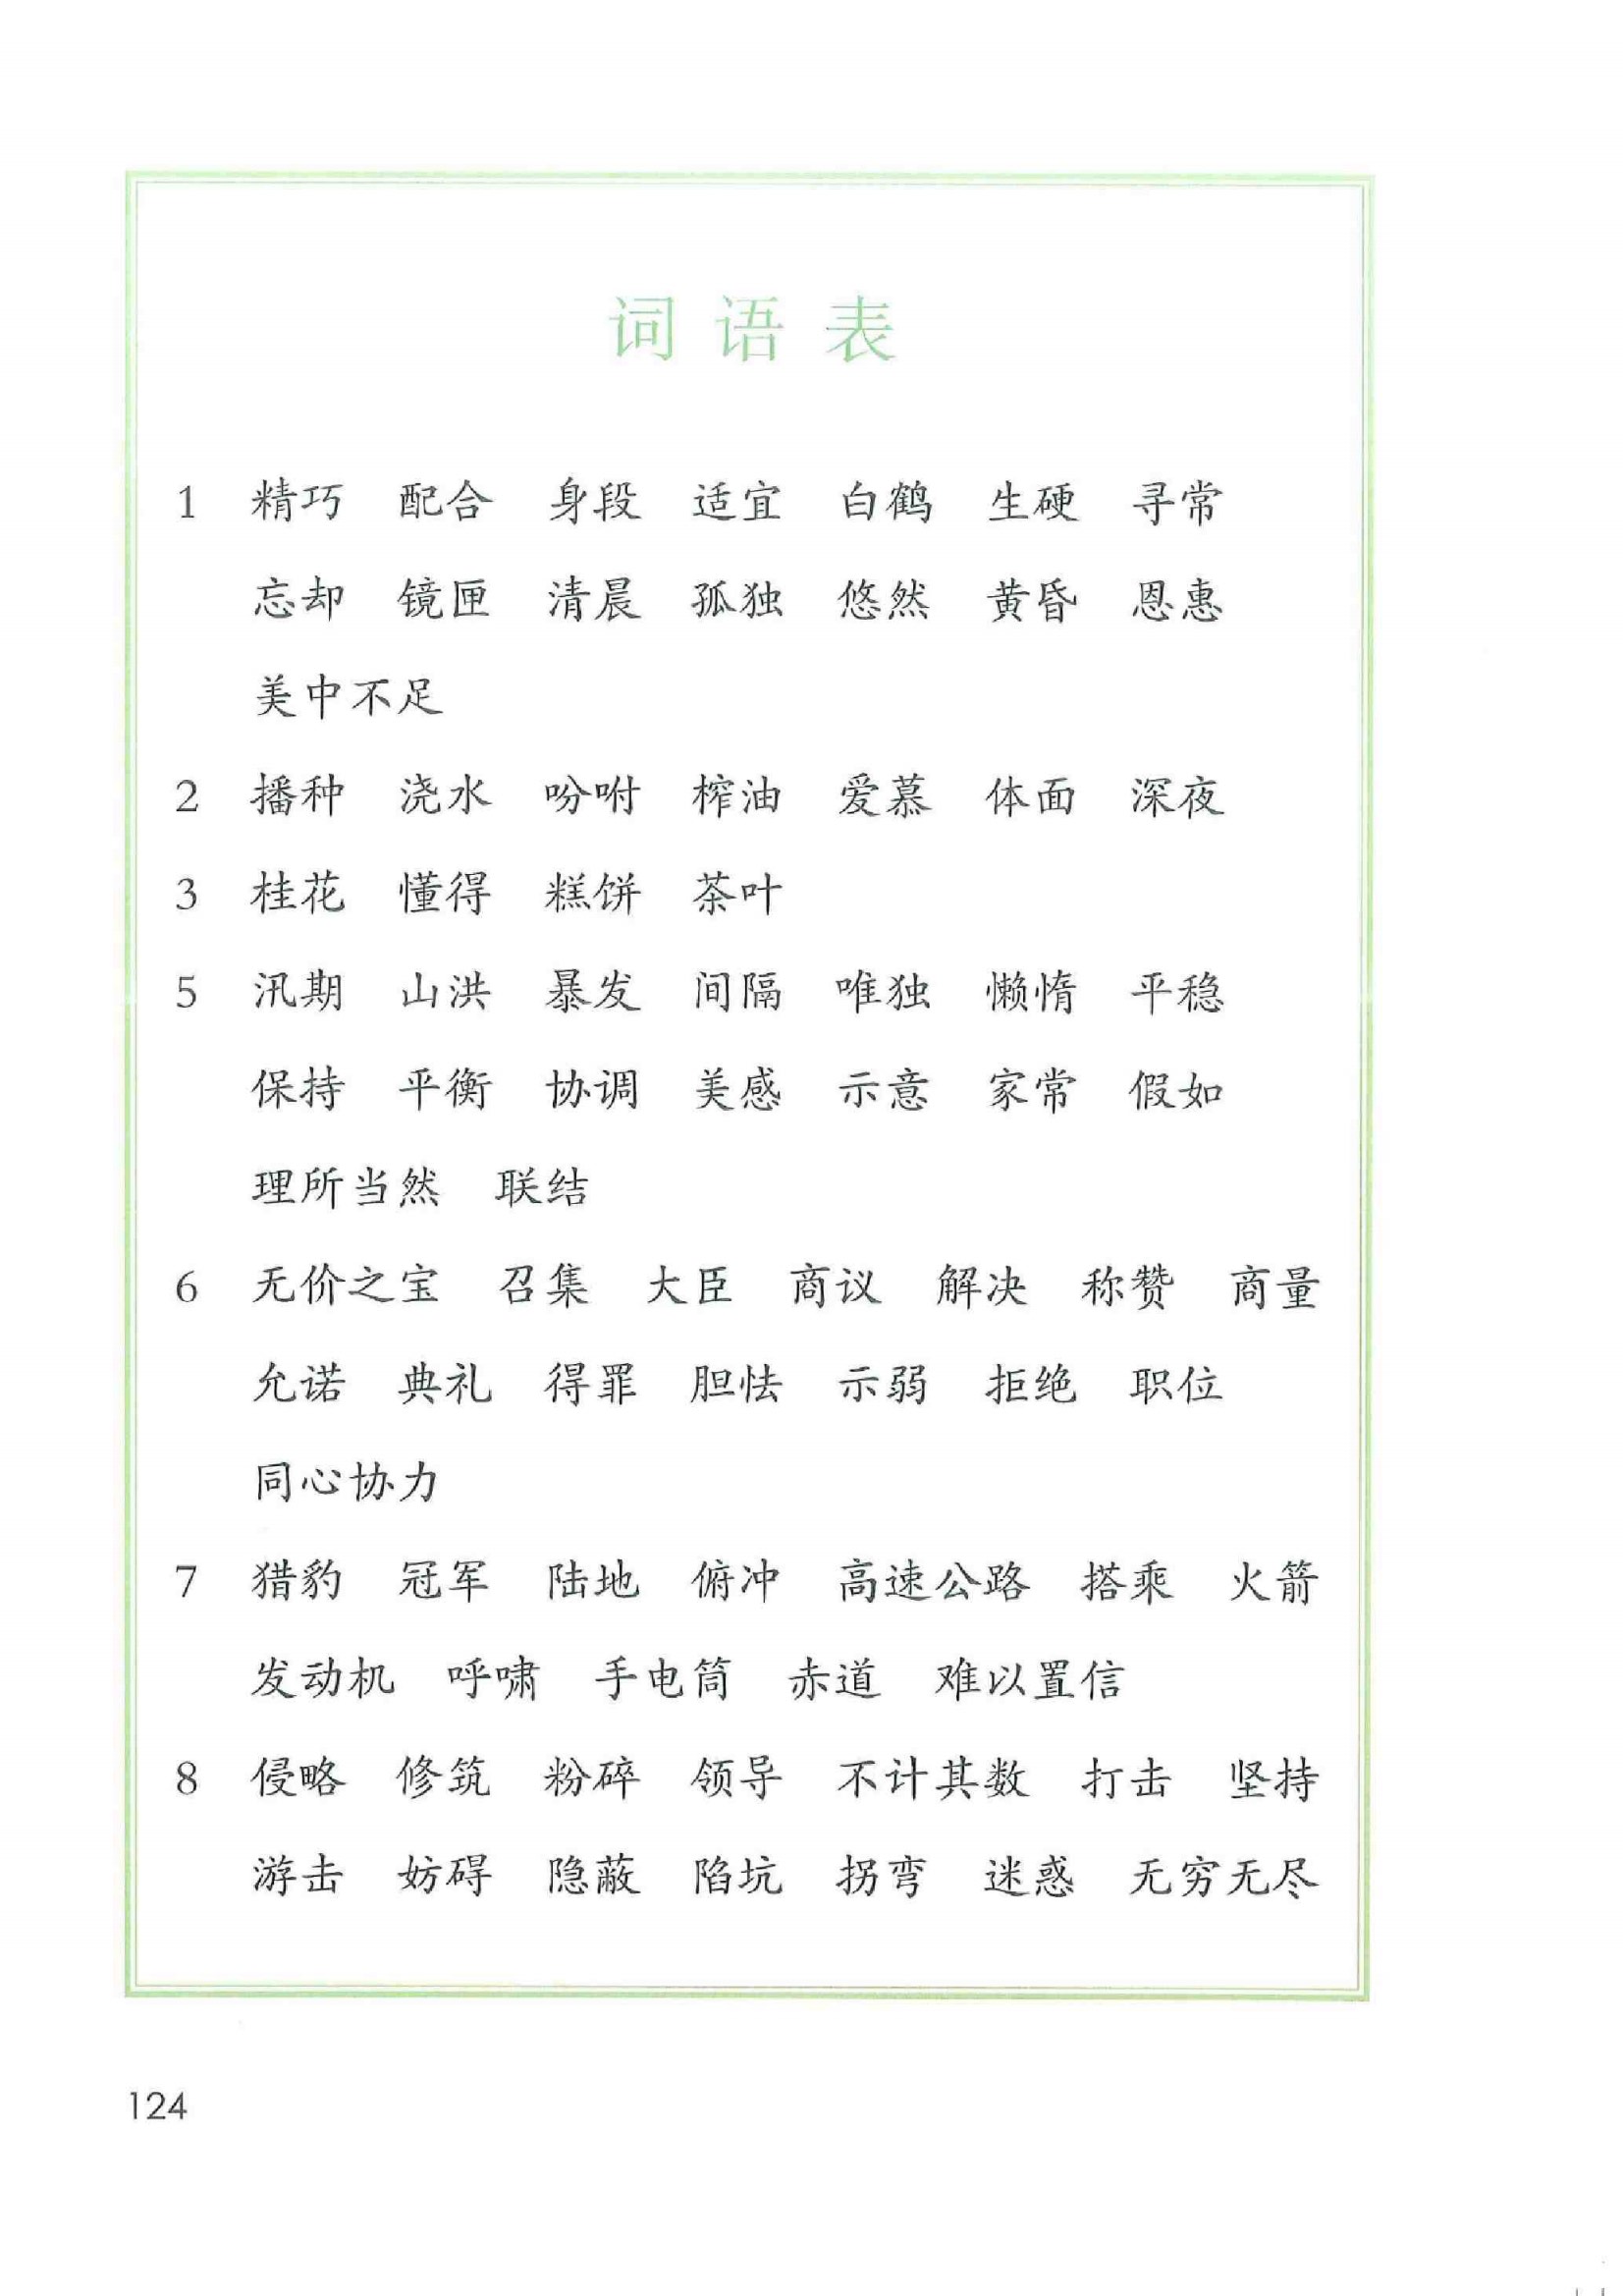 词语表
1 精巧 配合 身段 适宜 白鹤 生硬 寻常
忘却 镜匣 清晨 孤独 悠然 黄昏 恩惠
美中不足
2 播种 浇水 吩咐 榨油 爱慕 体面 深夜
3 桂花 懂得 糕饼 茶叶
5 汛期 山洪 暴发 间隔 唯独 懒惰 平稳
保持 平衡 协调 美感 示意 家常 假如
理所当然 联结
6 无价之宝 召集 大臣 商议 解决 称赞 商量
允诺 典礼 得罪 胆怯 示弱 拒绝 职位
同心协力
7 猎豹 冠军 陆地 俯冲 高速公路 搭乘 火箭
发动机 呼啸 手电筒 赤道 难以置信
8 侵略 修筑 粉碎 领导 不计其数 打击 坚持
游击 妨碍 隐蔽 陷坑 拐弯 迷惑 无穷无尽
124